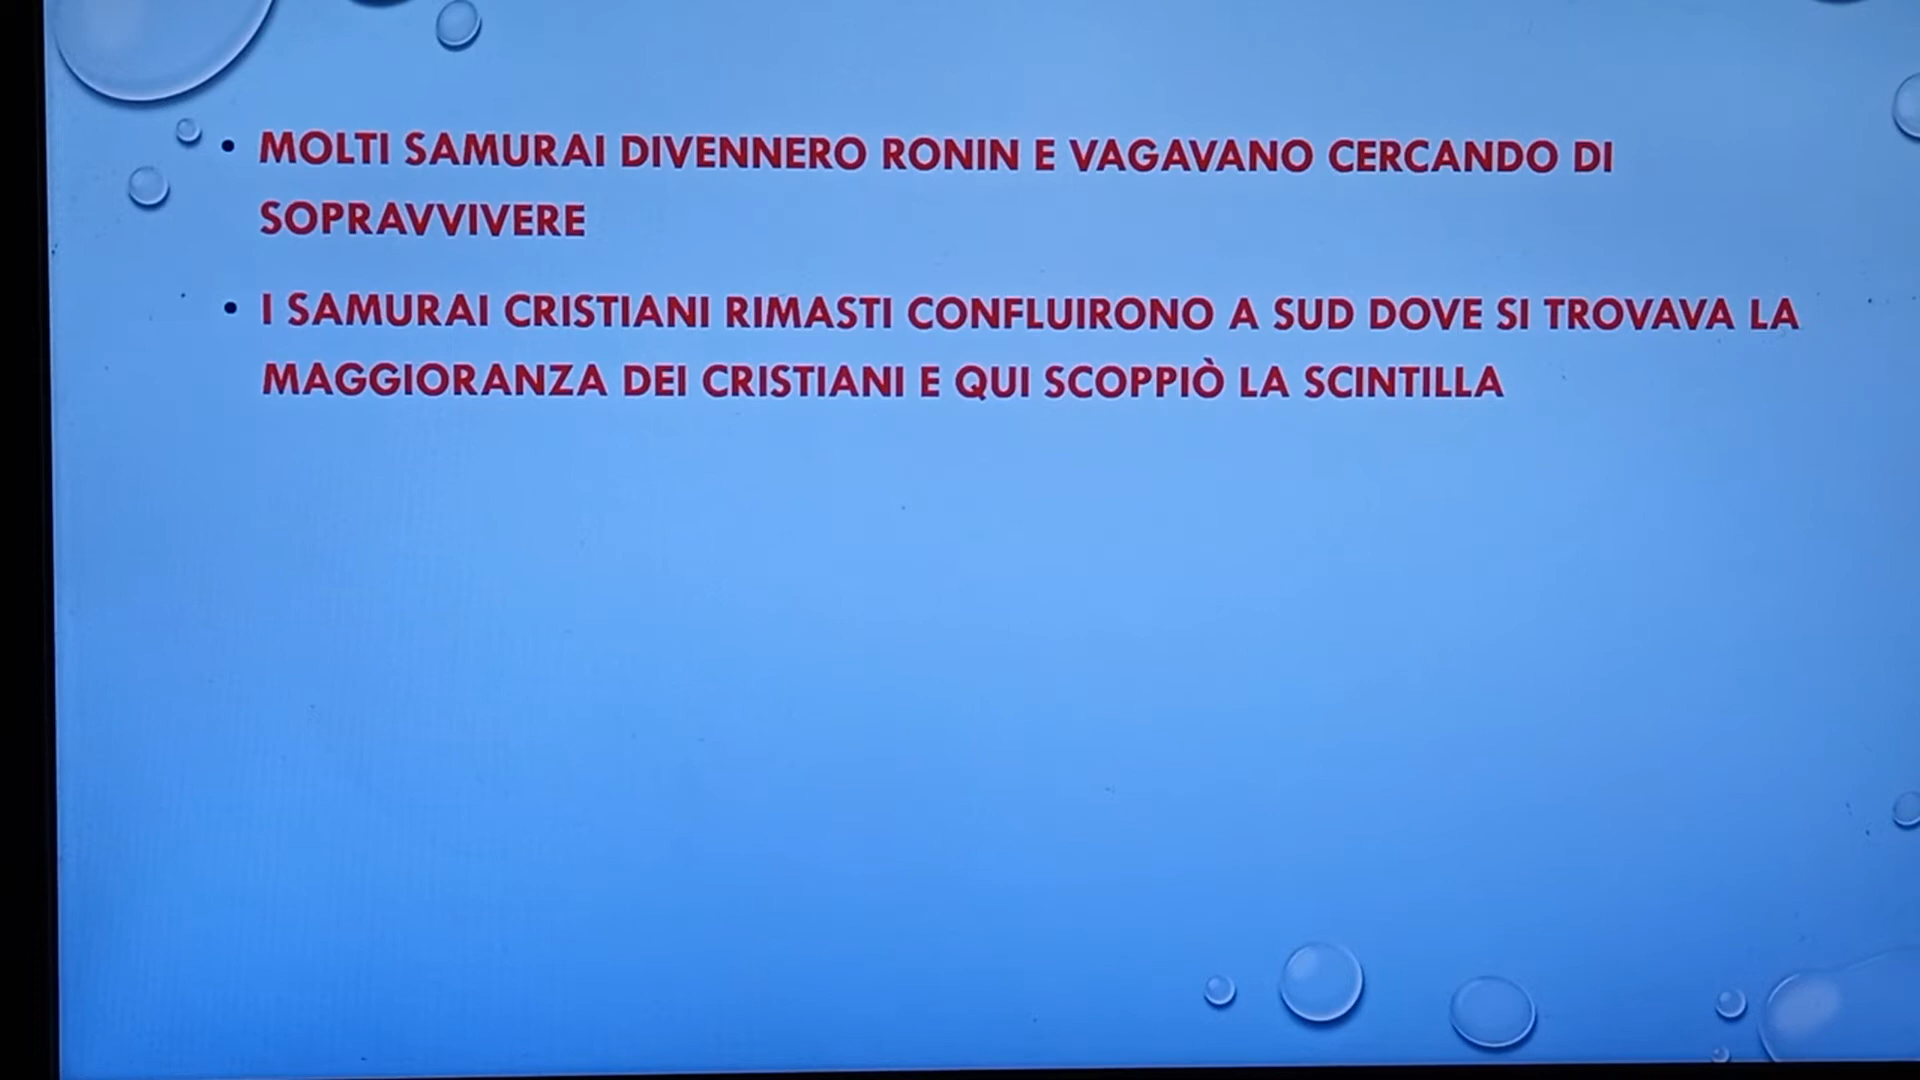 • MOLTI SAMURAI DIVENNERO RONIN E VAGAVANO CERCANDO DI
SOPRAVVIVERE
• I SAMURAI CRISTIANI RIMASTI CONFLUIRONO A SUD DOVE SI TROVAVA LA
MAGGIORANZA DEI CRISTIANI E QUI SCOPPIÒ LA SCINTILLA